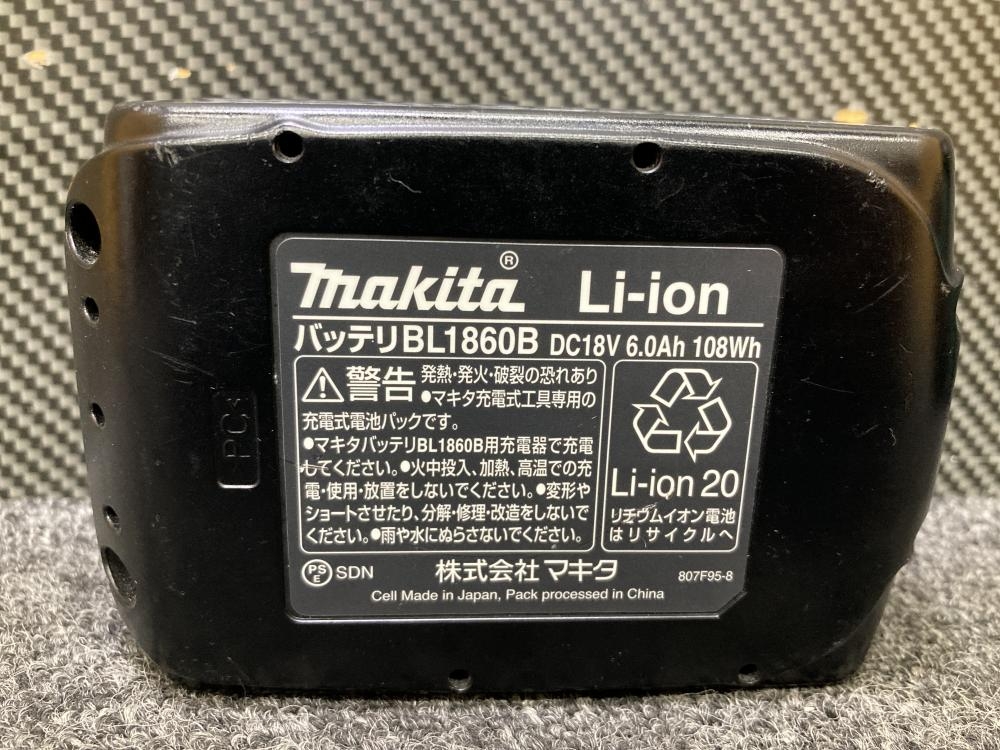 makita® Li-ion
バッテリBL1860B DC18V 6.0Ah 108Wh
警告 発熱・発火・破裂の恐れあり
●マキタ充電式工具専用の
充電式電池パックです。
●マキタバッテリBL1860B用充電器で充電
してください。●火中投入、加熱、高温での充
電・使用・放置をしないでください。●変形や
ショートさせたり、分解・修理・改造をしないで
ください。●雨や水にぬらさないでください。
Li-ion 20
リチウムイオン電池
はリサイクルへ
PSE SDN 株式会社マキタ 807F95-8
Cell Made in Japan, Pack processed in China
PC